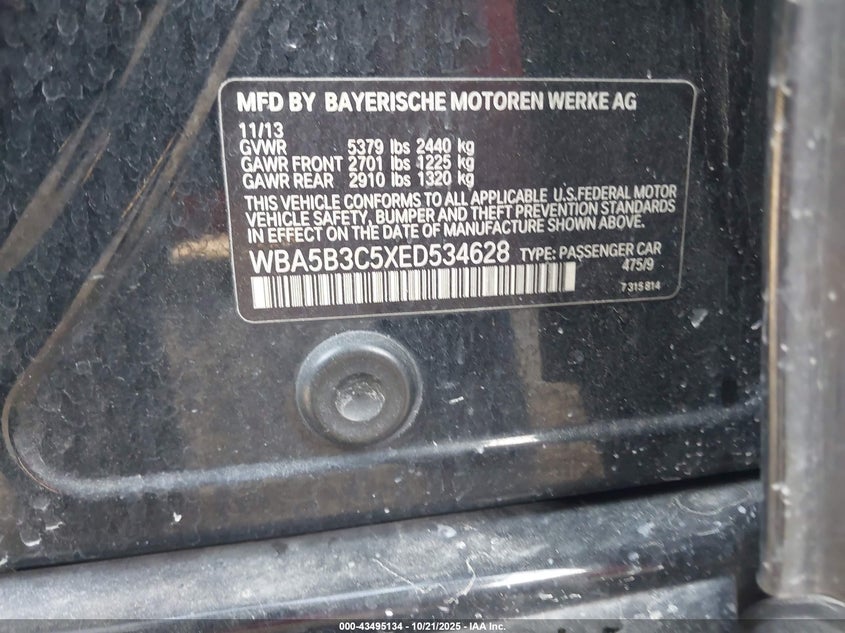 MFD BY BAYERISCHE MOTOREN WERKE AG
11/13
GVWR 5379 lbs 2440 kg
GAWR FRONT 2701 lbs 1225 kg
GAWR REAR 2910 lbs 1320 kg
THIS VEHICLE CONFORMS TO ALL APPLICABLE U.S.FEDERAL MOTOR
VEHICLE SAFETY, BUMPER AND THEFT PREVENTION STANDARDS
IN EFFECT ON THE DATE OF MANUFACTURE SHOWN ABOVE.
WBA5B3C5XED534628 TYPE: PASSENGER CAR
475/9
7 315 814
000-43495134 - 10/21/2025 - IAA Inc.